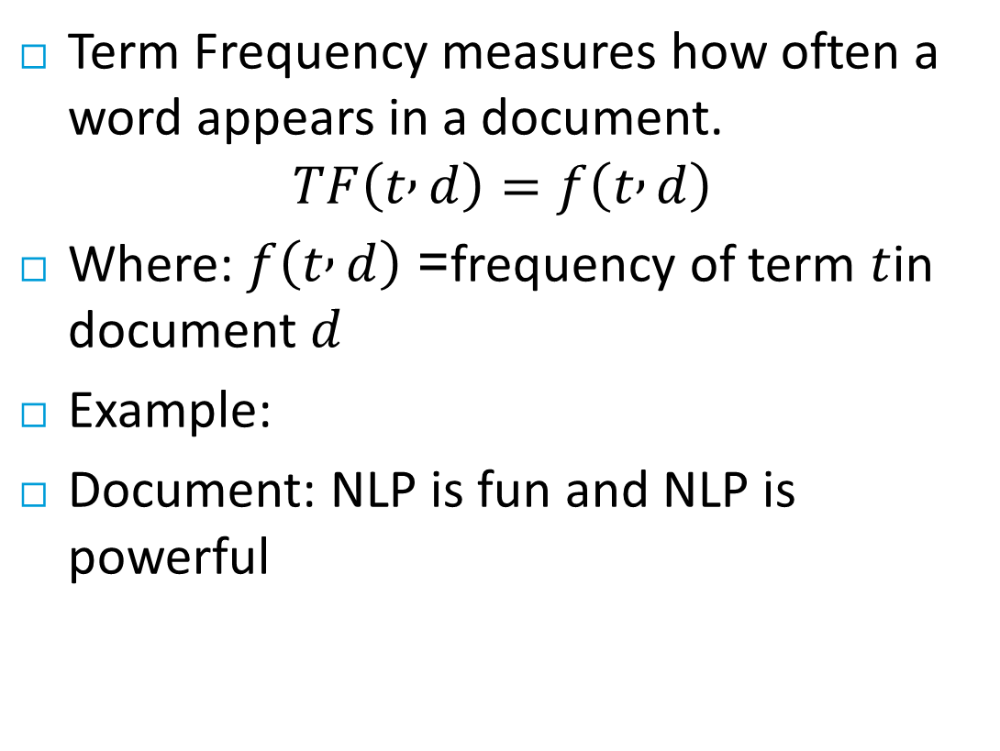 Term Frequency measures how often a
word appears in a document.
𝑇𝐹(𝑡, 𝑑) = 𝑓(𝑡, 𝑑)
Where: 𝑓(𝑡, 𝑑) =frequency of term 𝑡in
document 𝑑
Example:
Document: NLP is fun and NLP is
powerful